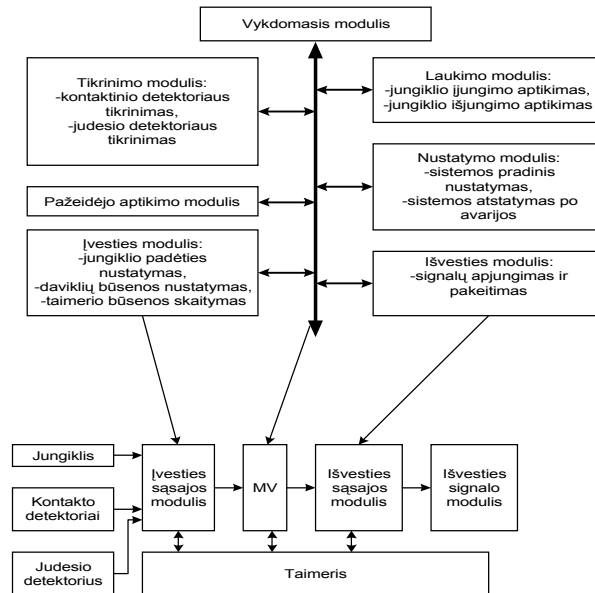 Vykdomasis modulis
Tikrinimo modulis:
-kontaktinio detektoriaus
tikrinimas,
-judesio detektoriaus
tikrinimas
Laukimo modulis:
-jungiklio įjungimo aptikimas,
-jungiklio išjungimo aptikimas
Pažeidėjo aptikimo modulis
Nustatymo modulis:
-sistemos pradinis
nustatymas,
-sistemos atstatymas po
avarijos
Įvesties modulis:
-jungiklio padėties
nustatymas,
-daviklių būsenos nustatymas,
-taimerio būsenos skaitymas
Išvesties modulis:
-signalų apjungimas ir
pakeitimas
Jungiklis
Kontakto
detektoriai
Judesio
detektorius
Įvesties
sąsajos
modulis
MV
Išvesties
sąsajos
modulis
Išvesties
signalo
modulis
Taimeris